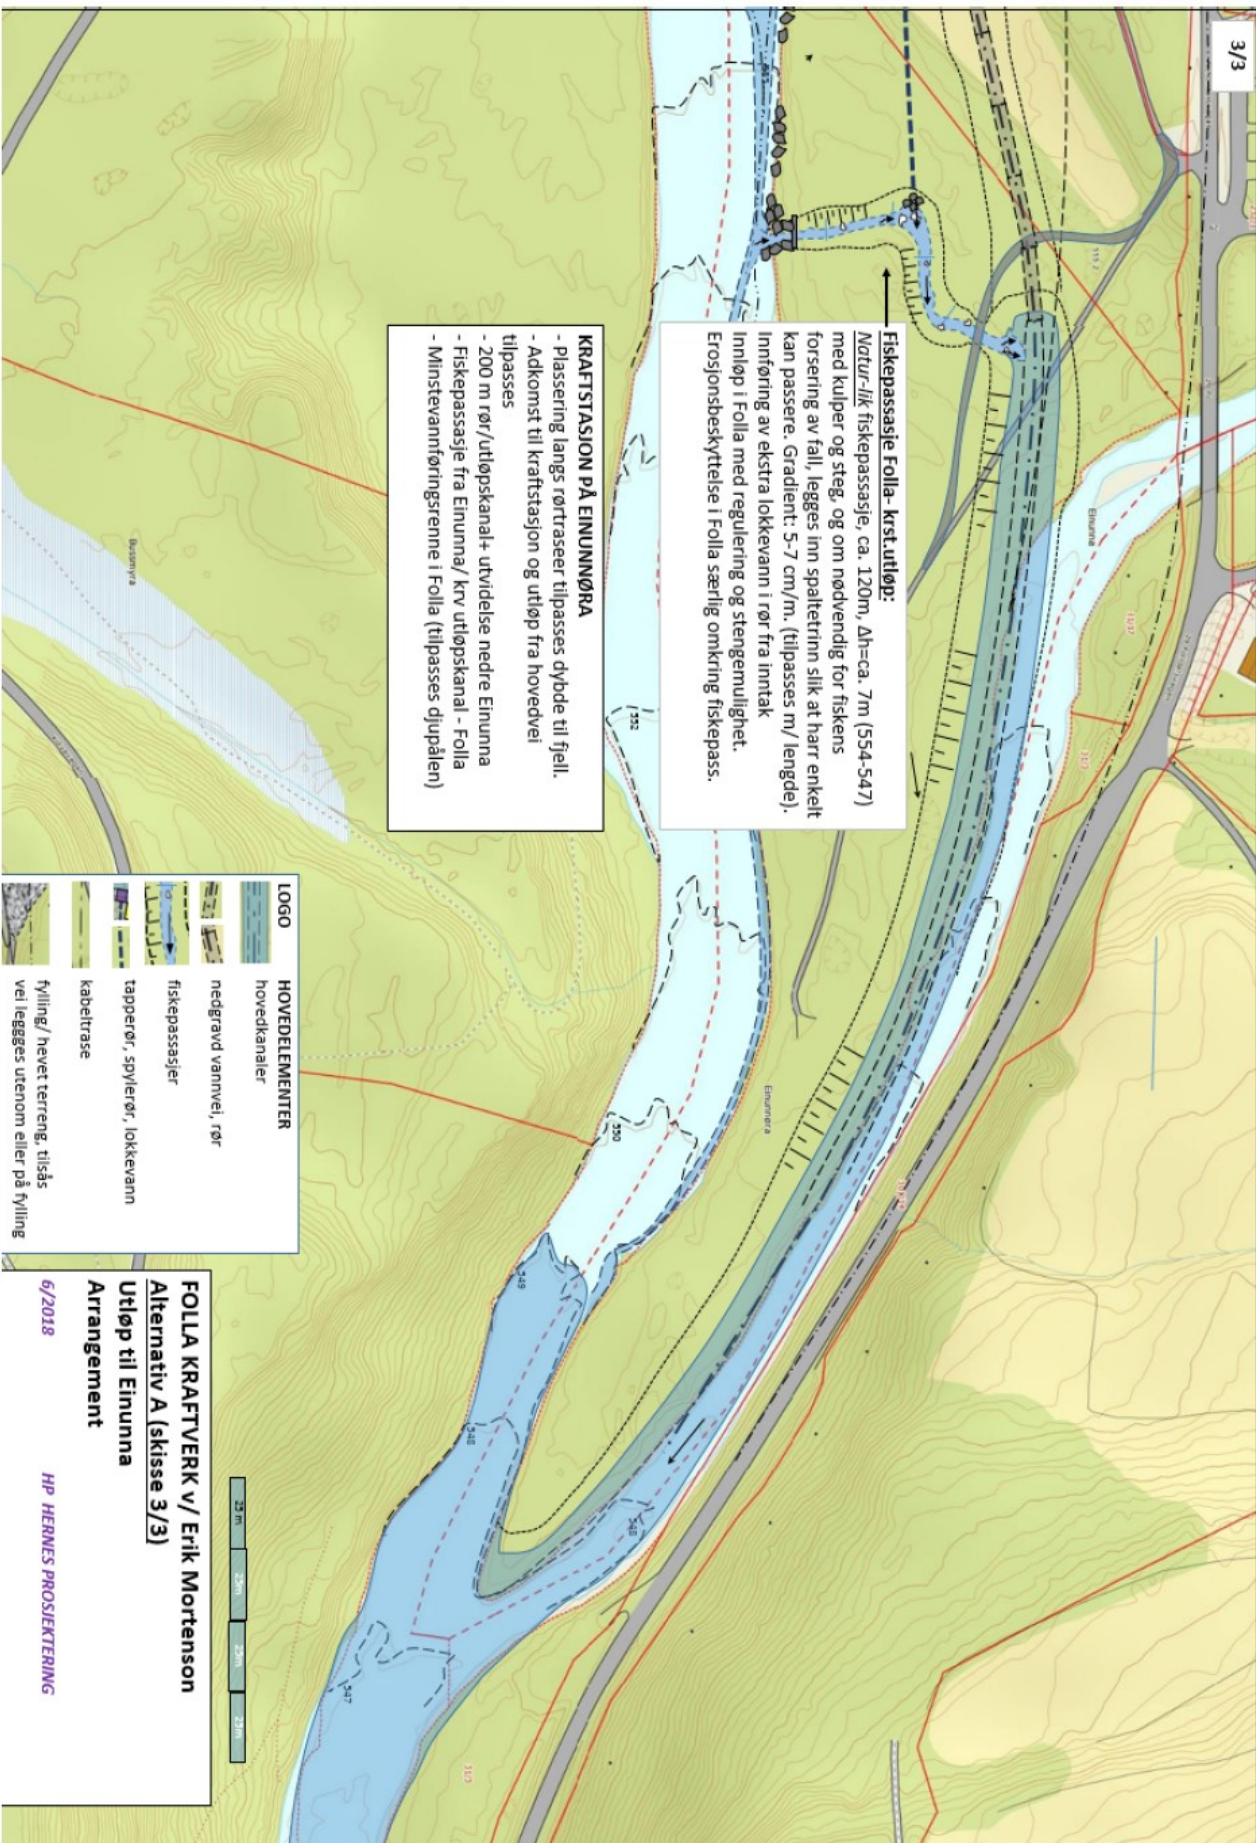 3/3
Fiskepassasje Folla- krst.utløp:
Natur-lik fiskepassasje, ca. 120m, Δh=ca. 7m (554-547)
med kulper og steg, og om nødvendig for fiskens
forsering av fall, legges inn spaltetrinn slik at harr enkelt
kan passere. Gradient: 5-7 cm/m. (tilpasses m/ lengde).
Innføring av ekstra lokkevann i rør fra inntak
Innløp i Folla med regulering og stengemulighet.
Erosjonsbeskyttelse i Folla særlig omkring fiskepass.
KRAFTSTASJON PÅ EINUNNØRA
- Plassering langs rørtraseer tilpasses dybde til fjell.
- Adkomst til kraftstasjon og utløp fra hovedvei
tilpasses
- 200 m rør/utløpskanal+ utvidelse nedre Einunna
- Fiskepassasje fra Einunna/ krv utløpskanal - Folla
- Minstevannføringsrenne i Folla (tilpasses djupålen)
Einunna
Einunnøra
Bussmyra
552
550
549
548
548
547
31/3
LOGO HOVEDELEMENTER
hovedkanaler
nedgravd vannvei, rør
fiskepassasjer
tapperør, spylerør, lokkevann
kabeltrase
fylling/ hevet terreng, tilsås
vei leggges utenom eller på fylling
25 m 25m 25m 25m
FOLLA KRAFTVERK v/ Erik Mortenson
Alternativ A (skisse 3/3)
Utløp til Einunna
Arrangement
6/2018 HP HERNES PROSJEKTERING